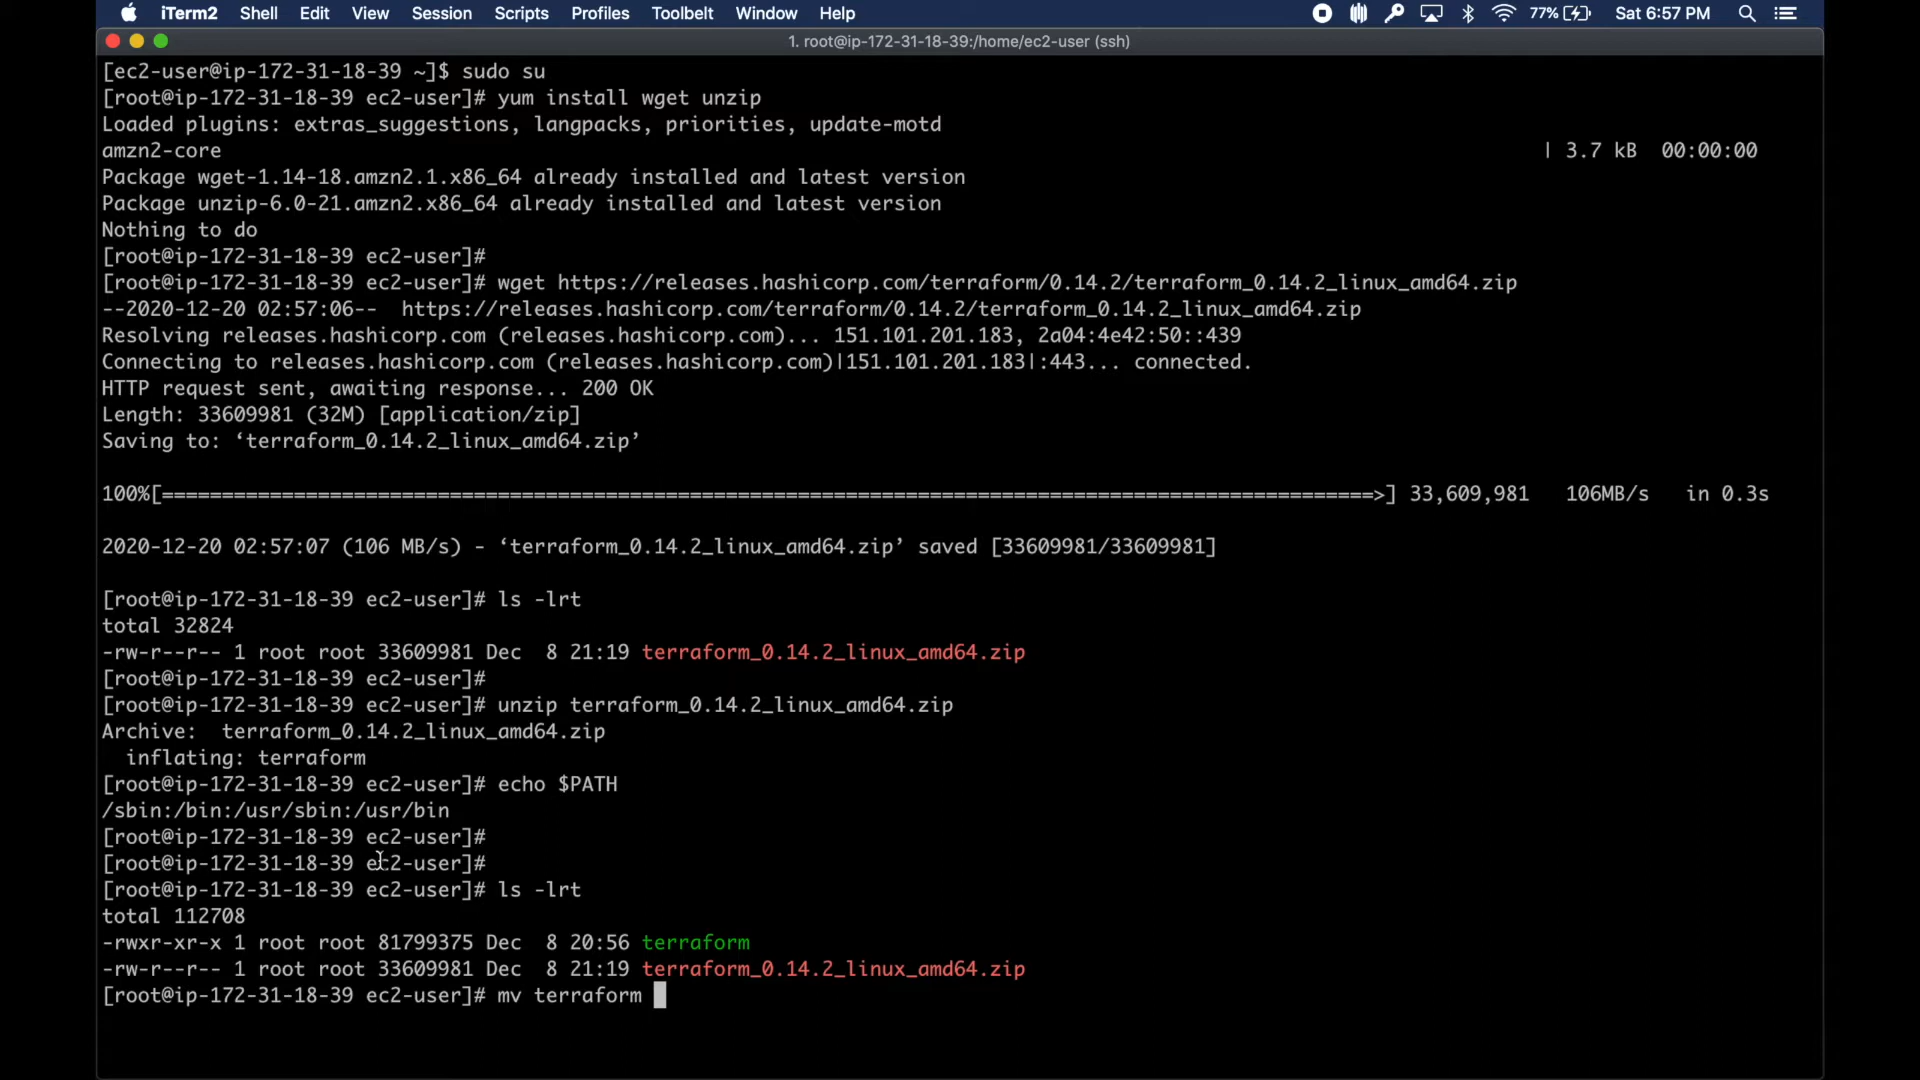 iTerm2 Shell Edit View Session Scripts Profiles Toolbelt Window Help 77% Sat 6:57 PM
1. root@ip-172-31-18-39:/home/ec2-user (ssh)
[ec2-user@ip-172-31-18-39 ~]$ sudo su
[root@ip-172-31-18-39 ec2-user]# yum install wget unzip
Loaded plugins: extras_suggestions, langpacks, priorities, update-motd
amzn2-core | 3.7 kB 00:00:00
Package wget-1.14-18.amzn2.1.x86_64 already installed and latest version
Package unzip-6.0-21.amzn2.x86_64 already installed and latest version
Nothing to do
[root@ip-172-31-18-39 ec2-user]#
[root@ip-172-31-18-39 ec2-user]# wget https://releases.hashicorp.com/terraform/0.14.2/terraform_0.14.2_linux_amd64.zip
--2020-12-20 02:57:06-- https://releases.hashicorp.com/terraform/0.14.2/terraform_0.14.2_linux_amd64.zip
Resolving releases.hashicorp.com (releases.hashicorp.com)... 151.101.201.183, 2a04:4e42:50::439
Connecting to releases.hashicorp.com (releases.hashicorp.com)|151.101.201.183|:443... connected.
HTTP request sent, awaiting response... 200 OK
Length: 33609981 (32M) [application/zip]
Saving to: ‘terraform_0.14.2_linux_amd64.zip’
100%[=====================================================================================================>] 33,609,981 106MB/s in 0.3s
2020-12-20 02:57:07 (106 MB/s) - ‘terraform_0.14.2_linux_amd64.zip’ saved [33609981/33609981]
[root@ip-172-31-18-39 ec2-user]# ls -lrt
total 32824
-rw-r--r-- 1 root root 33609981 Dec 8 21:19 terraform_0.14.2_linux_amd64.zip
[root@ip-172-31-18-39 ec2-user]#
[root@ip-172-31-18-39 ec2-user]# unzip terraform_0.14.2_linux_amd64.zip
Archive: terraform_0.14.2_linux_amd64.zip
inflating: terraform
[root@ip-172-31-18-39 ec2-user]# echo $PATH
/sbin:/bin:/usr/sbin:/usr/bin
[root@ip-172-31-18-39 ec2-user]#
[root@ip-172-31-18-39 ec2-user]#
[root@ip-172-31-18-39 ec2-user]# ls -lrt
total 112708
-rwxr-xr-x 1 root root 81799375 Dec 8 20:56 terraform
-rw-r--r-- 1 root root 33609981 Dec 8 21:19 terraform_0.14.2_linux_amd64.zip
[root@ip-172-31-18-39 ec2-user]# mv terraform